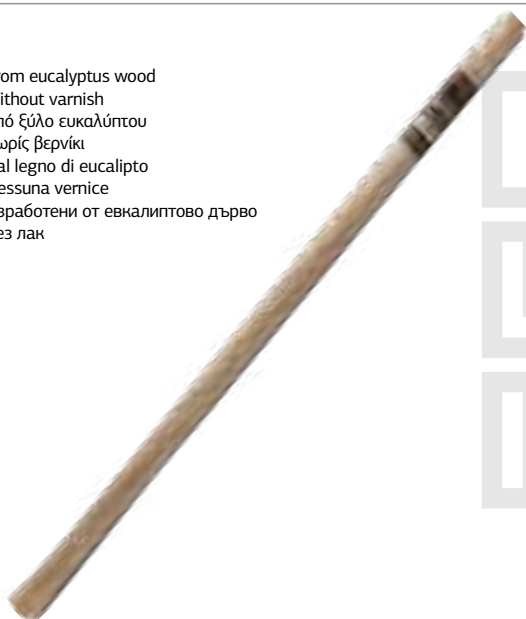 rom eucalyptus wood
ithout varnish
πό ξύλο ευκαλύπτου
ωρίς βερνίκι
al legno di eucalipto
essuna vernice
зработени от евкалиптово дърво
ез лак